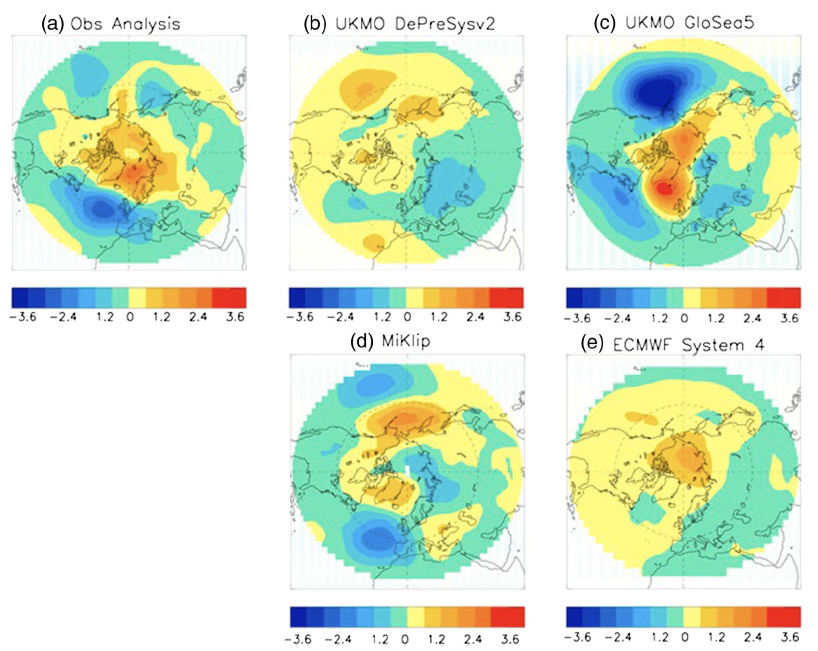 (a) Obs Analysis
(b) UKMO DePreSysv2
(c) UKMO GloSea5
-3.6 -2.4 1.2 0 1.2 2.4 3.6
-3.6 -2.4 1.2 0 1.2 2.4 3.6
-3.6 -2.4 1.2 0 1.2 2.4 3.6
(d) MiKlip
(e) ECMWF System 4
-3.6 -2.4 1.2 0 1.2 2.4 3.6
-3.6 -2.4 1.2 0 1.2 2.4 3.6